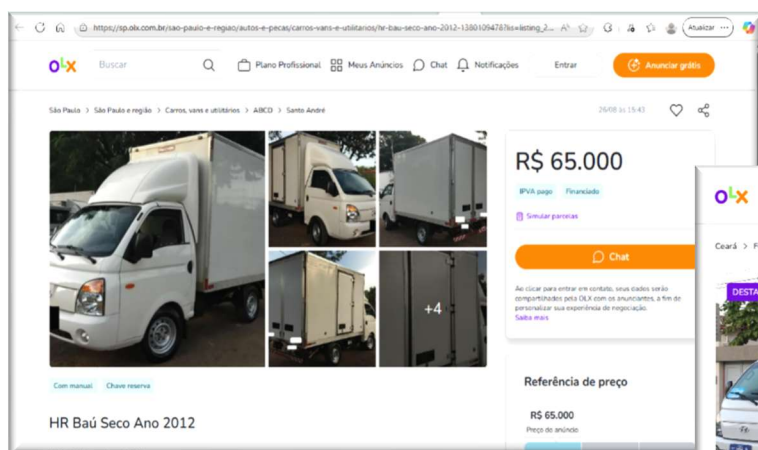 https://sp.olx.com.br/sao-paulo-e-regiao/autos-e-pecas/carros-vans-e-utilitarios/hr-bau-seco-ano-2012-1380109478?lis=listing_2...
Atualizar
OLX
Buscar
Plano Profissional
Meus Anúncios
Chat
Notificações
Entrar
Anunciar grátis
São Paulo > São Paulo e região > Carros, vans e utilitários > ABCD > Santo André
26/08 às 19:43
R$ 65.000
IPVA pago
Financiado
Simular parcelas
Chat
Ao clicar para entrar em contato, seus dados serão
compartilhados pela OLX com os anunciantes, a fim de
personalizar sua experiência de negociação.
Saiba mais
+4
Com manual
Chave reserva
HR Baú Seco Ano 2012
Referência de preço
R$ 65.000
Preço do anúncio
OLX
Ceará > F
DESTA